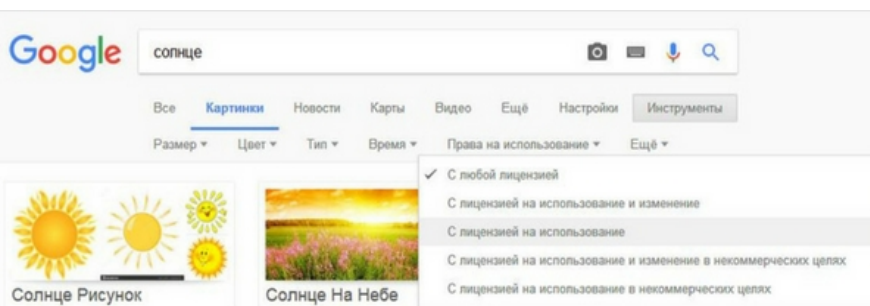 Google солнце
Все Картинки Новости Карты Видео Ещё Настройки Инструменты
Размер Цвет Тип Время Права на использование Ещё
С любой лицензией
С лицензией на использование и изменение
С лицензией на использование
С лицензией на использование и изменение в некоммерческих целях
С лицензией на использование в некоммерческих целях
Солнце Рисунок
Солнце На Небе